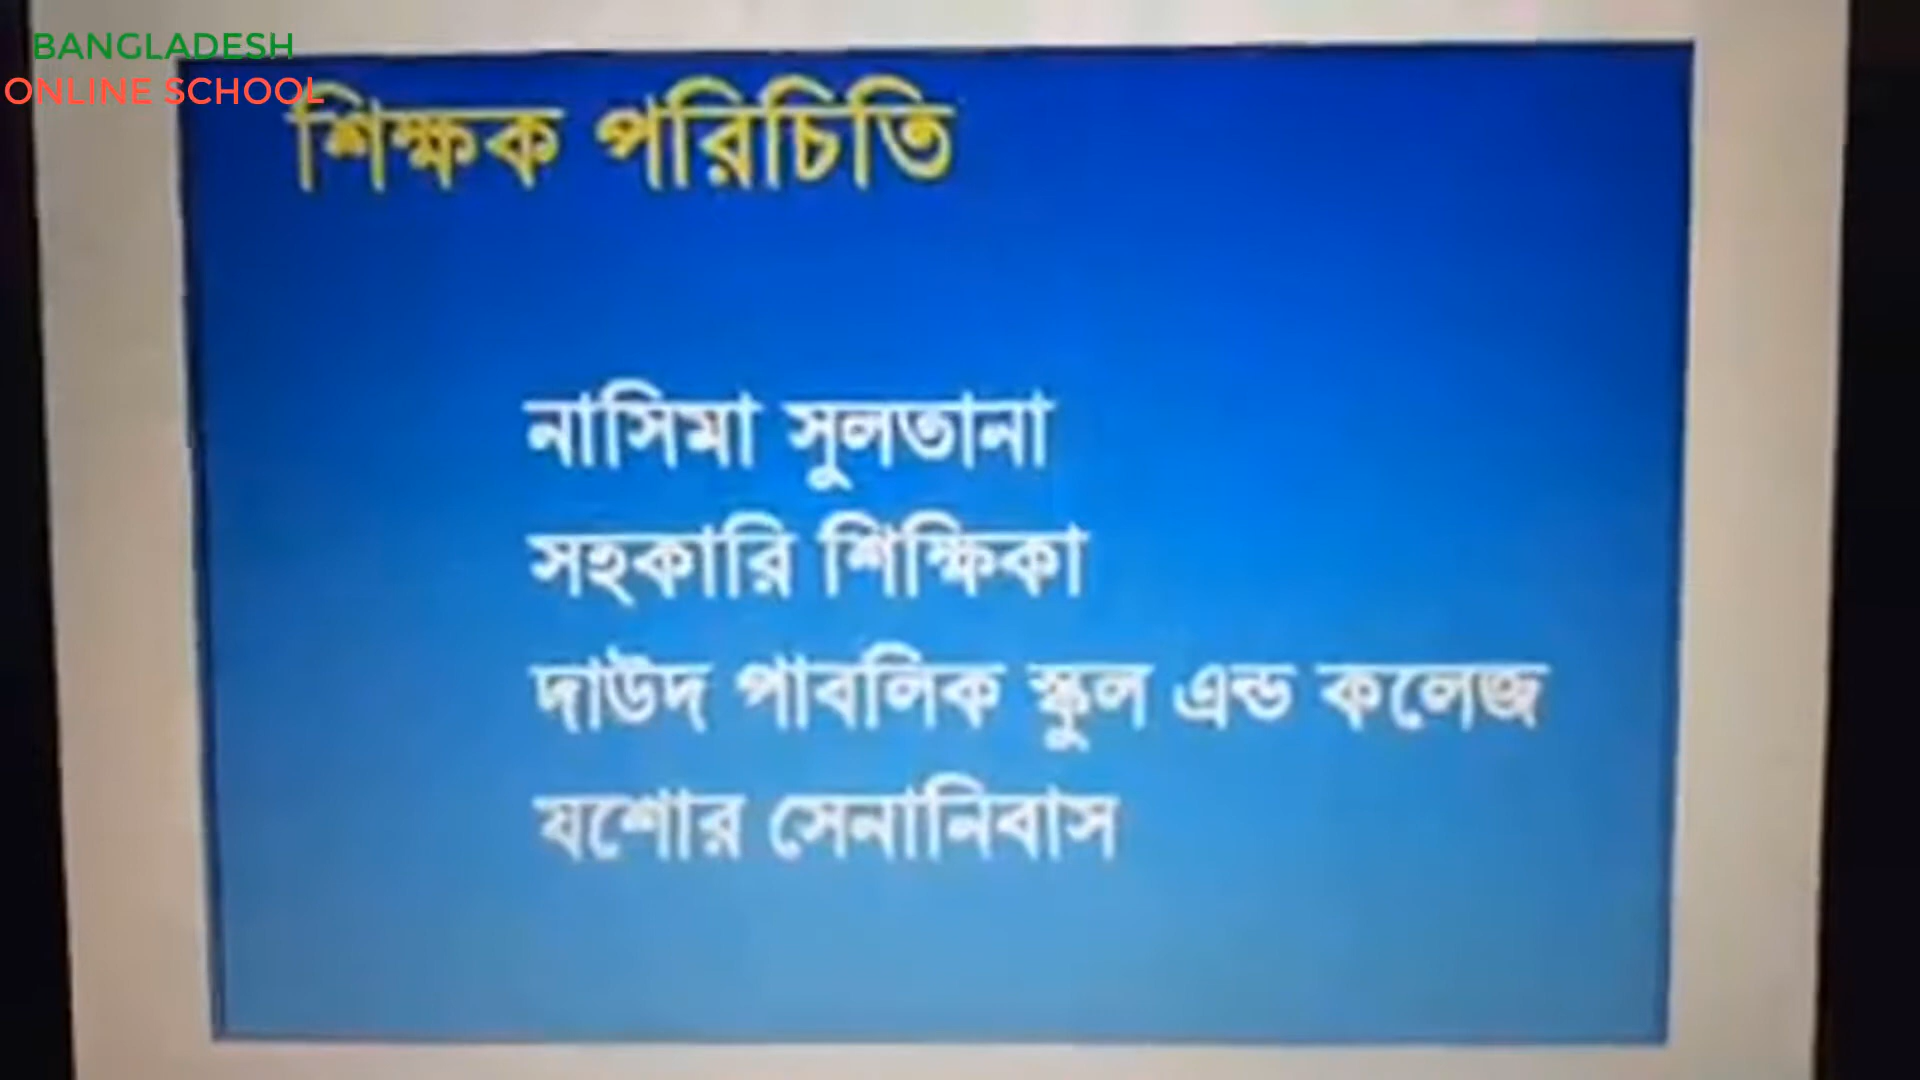 BANGLADESH
ONLINE SCHOOL
শিক্ষক পরিচিতি
নাসিমা সুলতানা
সহকারি শিক্ষিকা
দাউদ পাবলিক স্কুল এন্ড কলেজ
যশোর সেনানিবাস